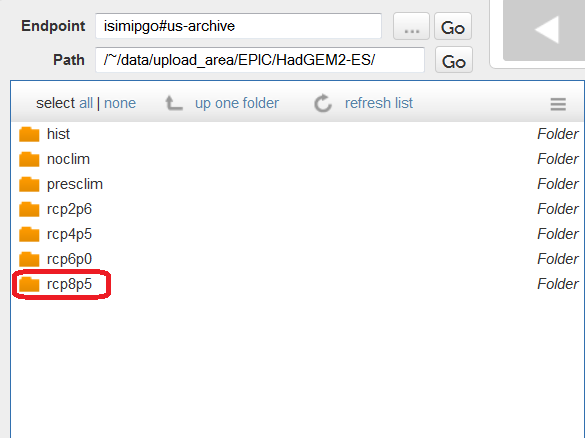 Endpoint isimipgo#us-archive ... Go
Path /~/data/upload_area/EPIC/HadGEM2-ES/ Go
select all | none up one folder refresh list
hist Folder
noclim Folder
presclim Folder
rcp2p6 Folder
rcp4p5 Folder
rcp6p0 Folder
rcp8p5 Folder